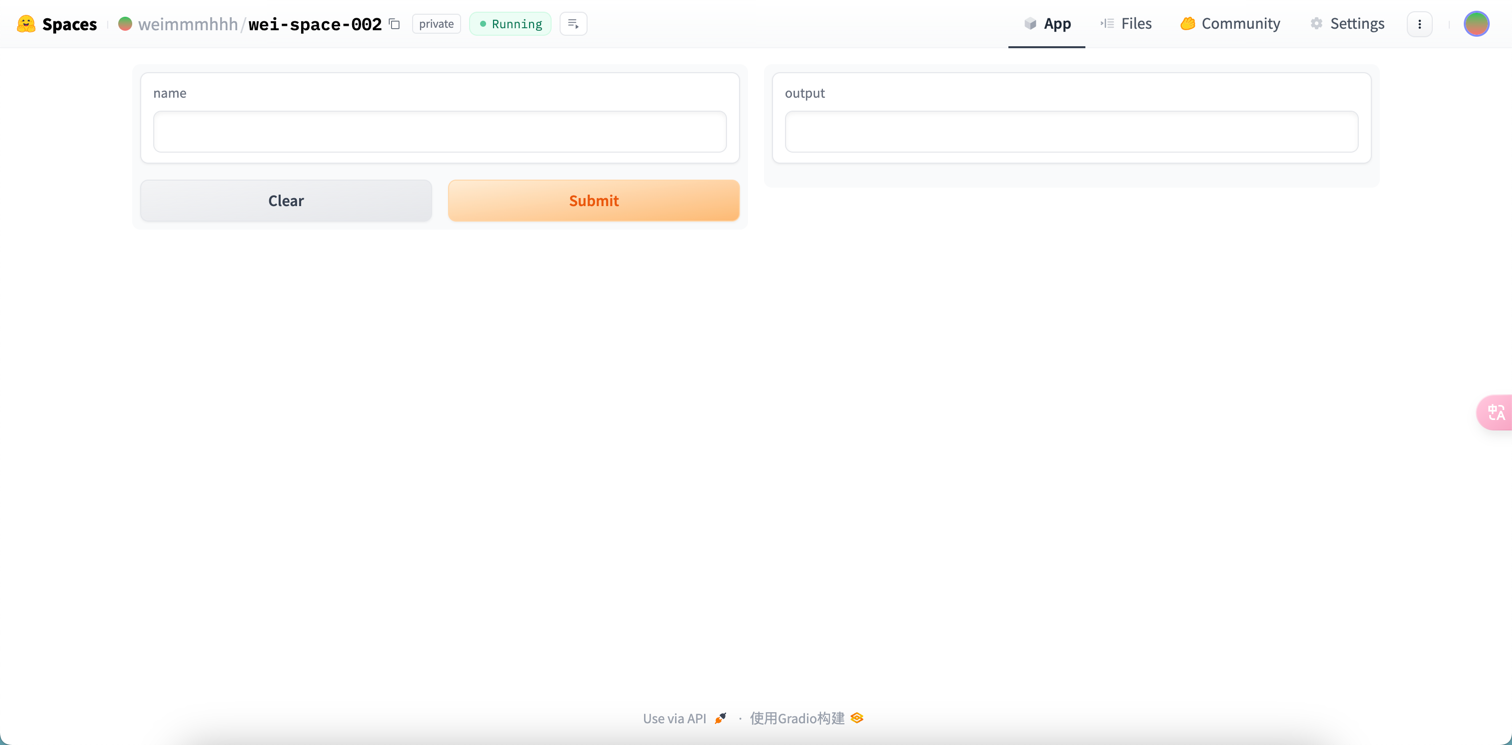 Spaces weimmmhhh/wei-space-002 private Running App Files Community Settings
name
output
Clear Submit
Use via API · 使用Gradio构建